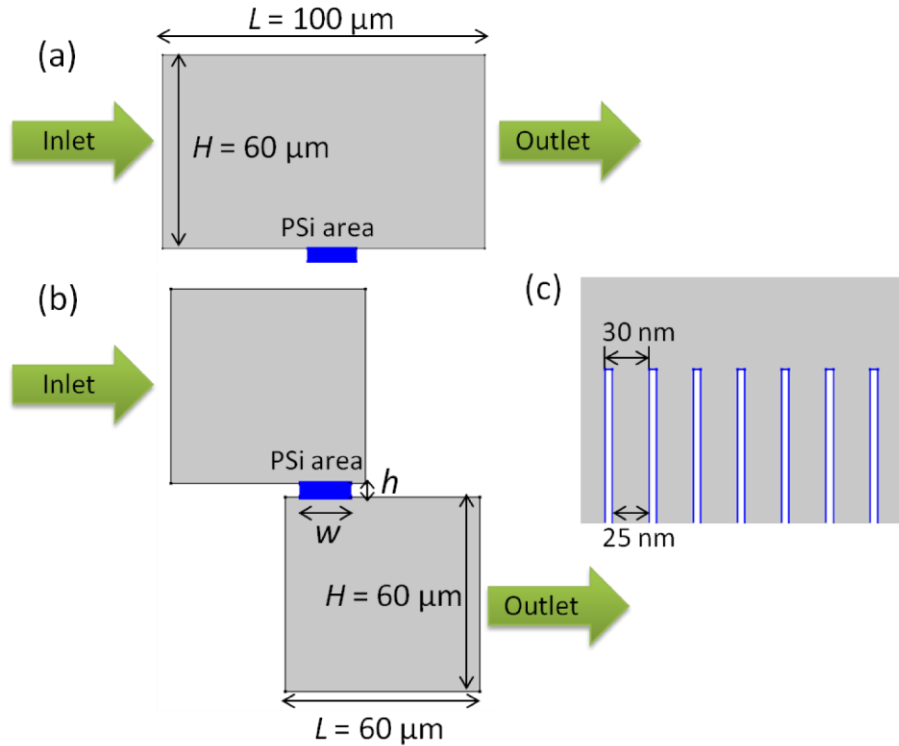 L = 100 μm
(a)
Inlet
H = 60 μm
Outlet
PSi area
(b)
Inlet
PSi area
h
w
H = 60 μm
L = 60 μm
Outlet
(c)
30 nm
25 nm